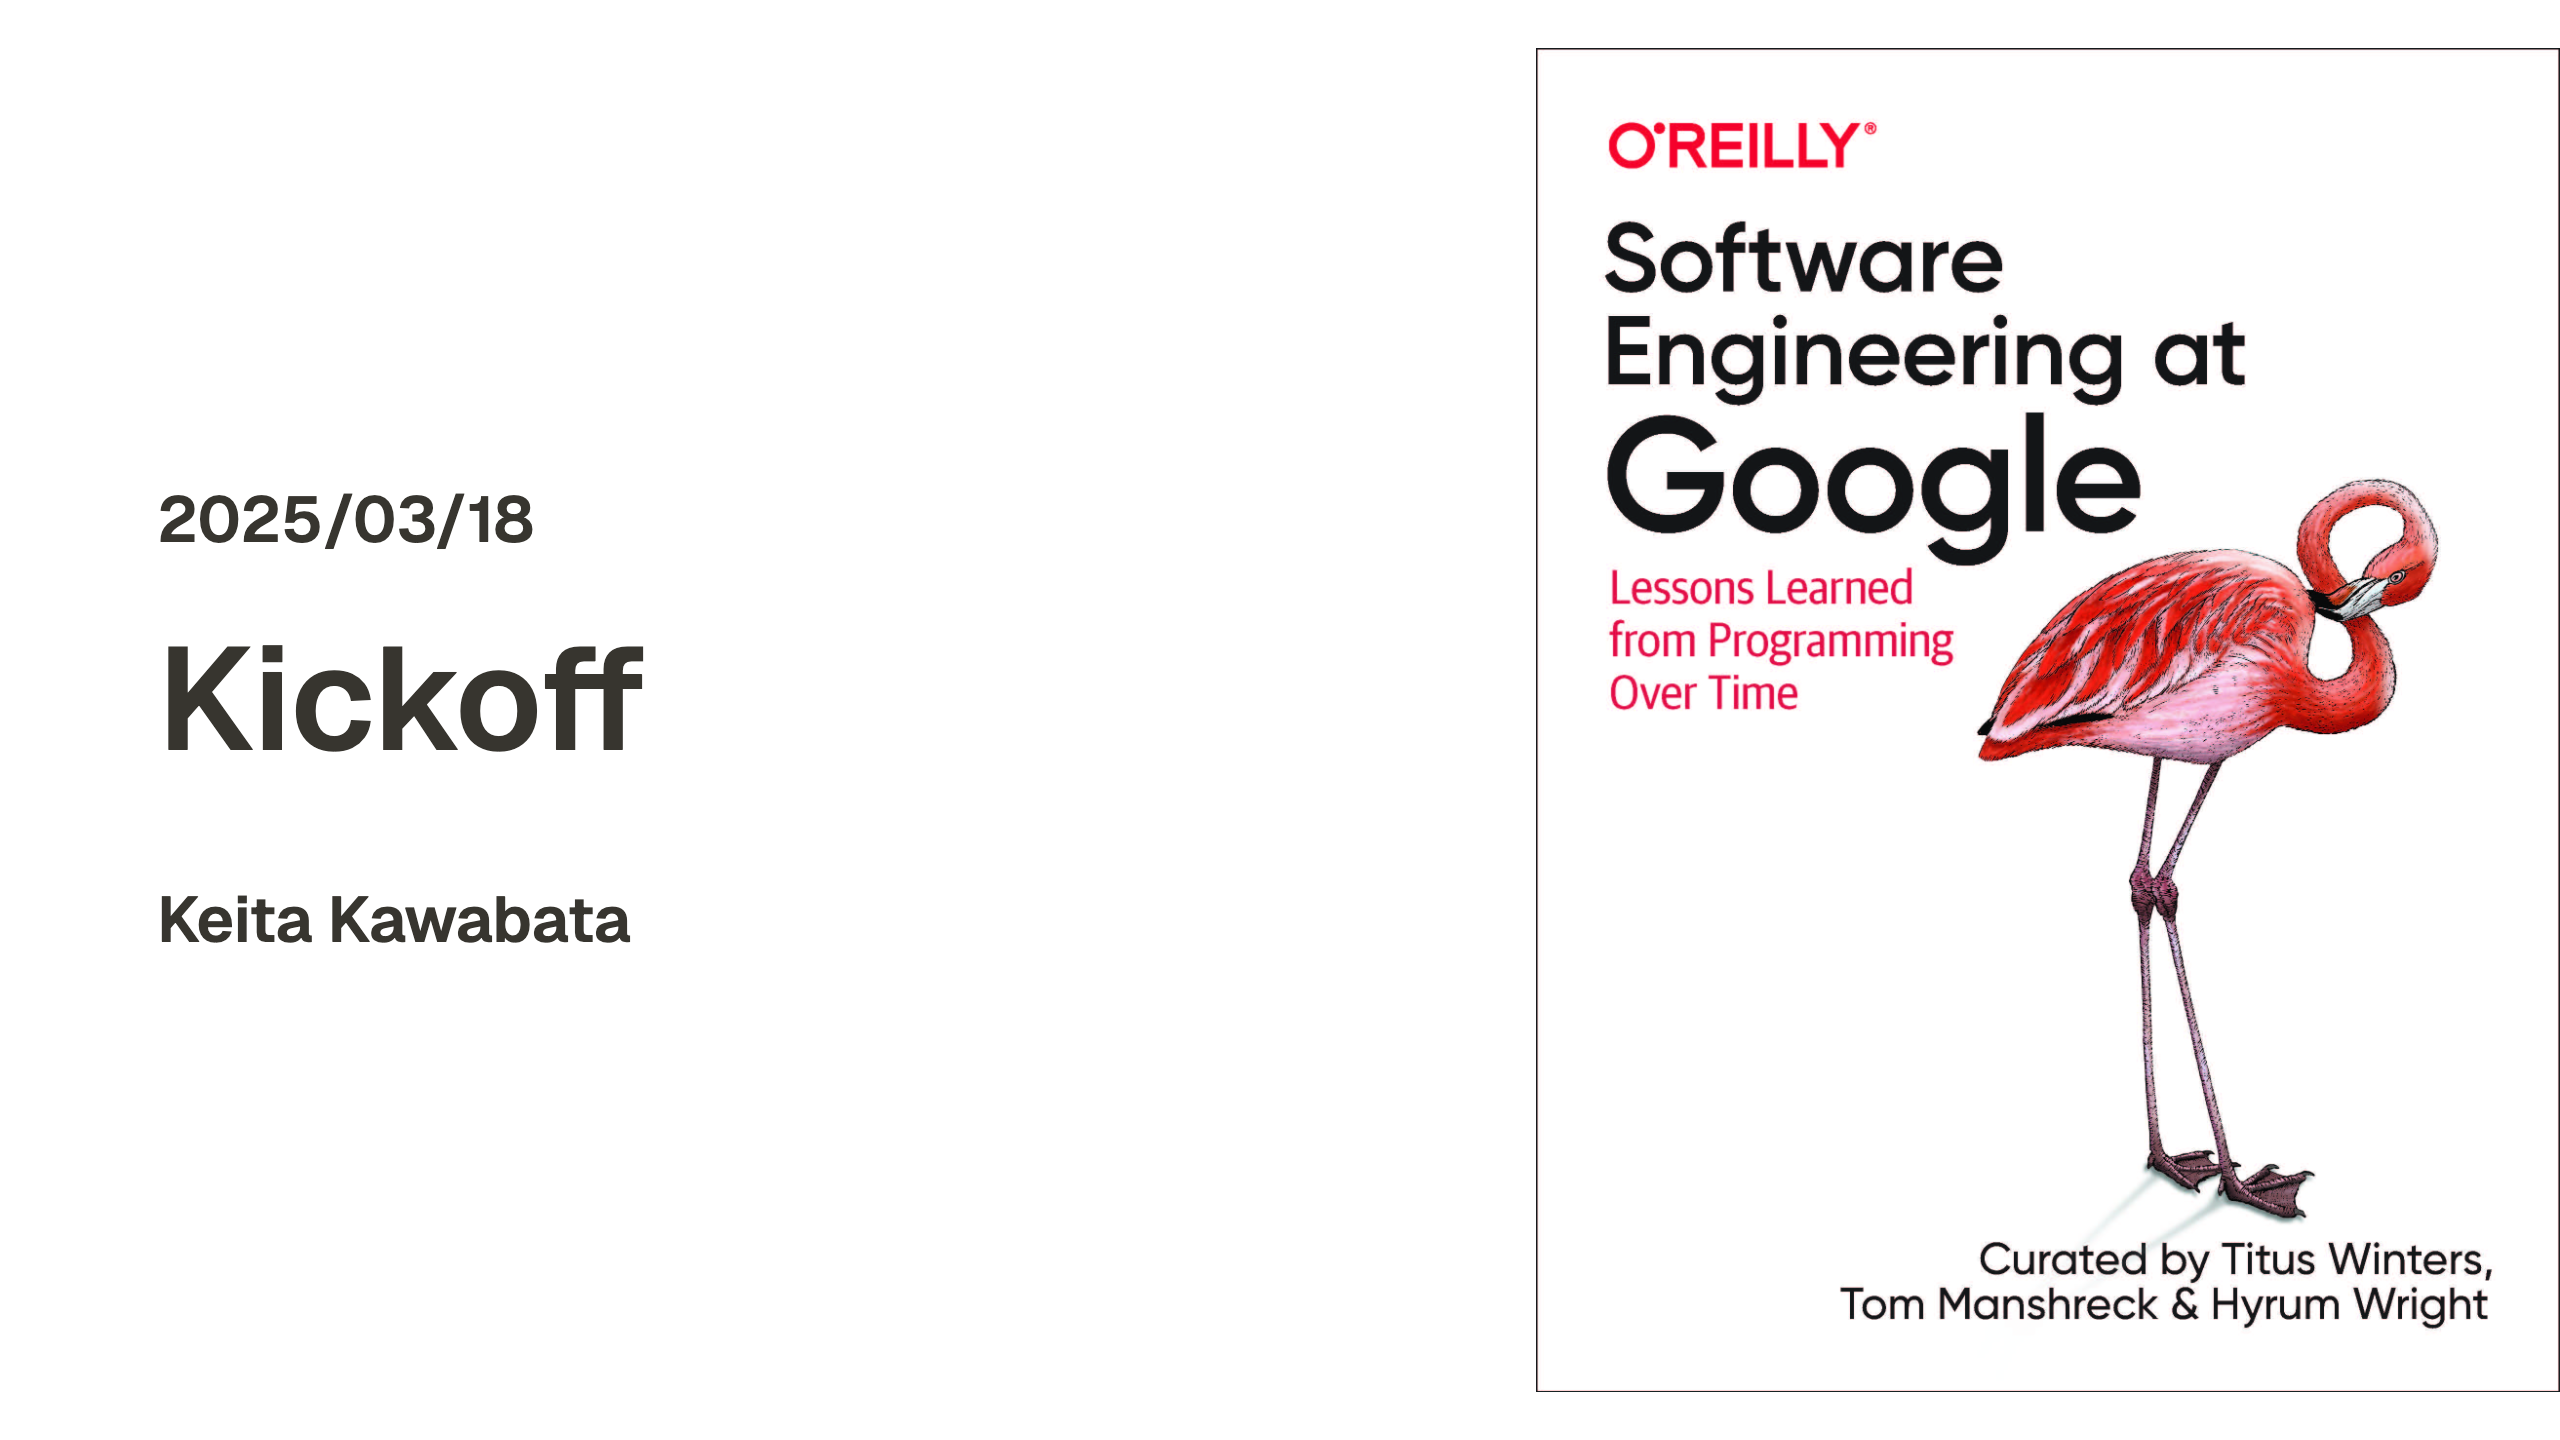 2025/03/18
Kickoff
Keita Kawabata
O'REILLY®
Software
Engineering at
Google
Lessons Learned
from Programming
Over Time
Curated by Titus Winters,
Tom Manshreck & Hyrum Wright